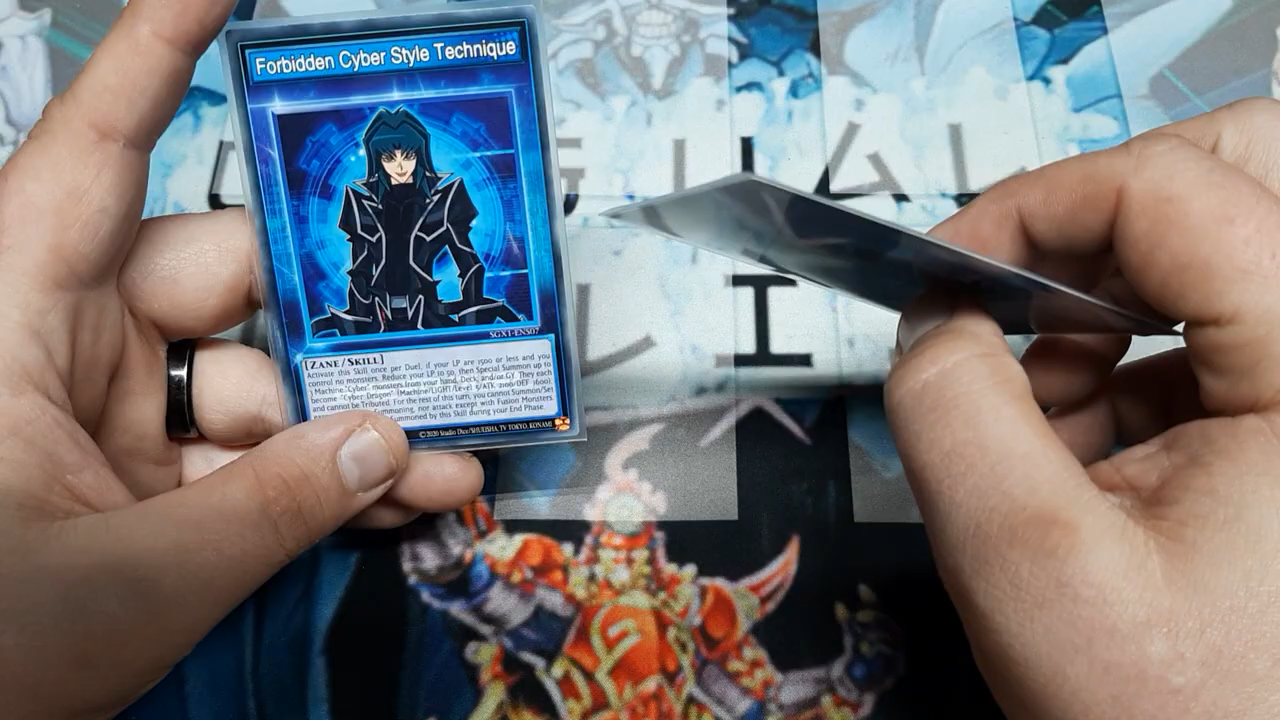 Forbidden Cyber Style Technique
SGX1-ENS07
[ZANE/SKILL]
Activate this Skill once per Duel, if your LP are 1500 or less and you
control no monsters. Reduce your LP to 50, then Special Summon up to
3 Machine "Cyber" monsters from your hand, Deck, and/or GY. They each
become "Cyber Dragon" (Machine/LIGHT/Level 5/ATK 2100/DEF 1600),
and cannot be Tributed. For the rest of this turn, you cannot Summon/Set
Summoning, nor attack except with Fusion Monsters
Summoned by this Skill during your End Phase.
©2020 Studio Dice/SHUEISHA, TV TOKYO, KONAMI